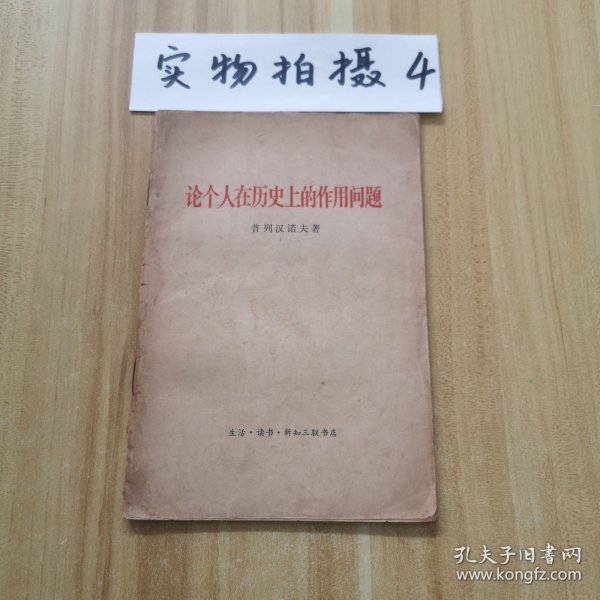 实物拍摄4
论个人在历史上的作用问题
普列汉诺夫著
生活·读书·新知三联书店
孔夫子旧书网
www.kongfz.com